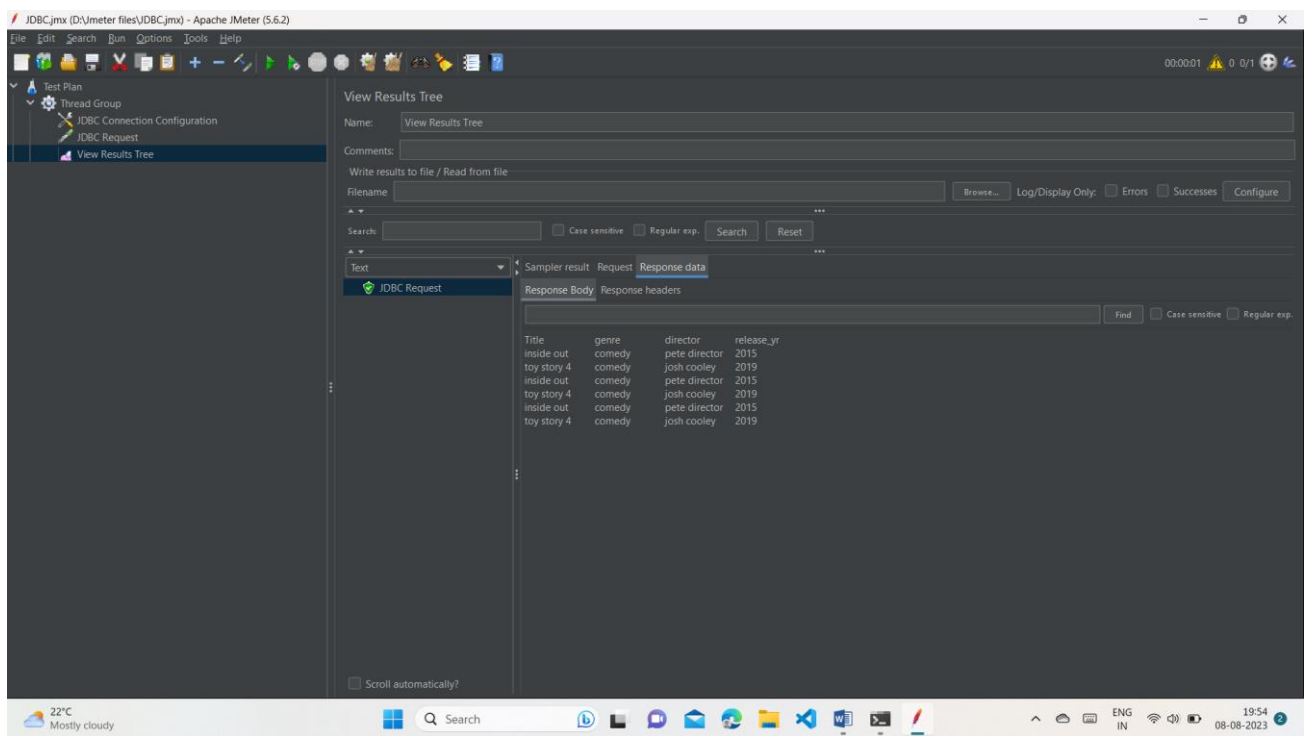 JDBC.jmx (D:\Jmeter files\JDBC.jmx) - Apache JMeter (5.6.2)
File Edit Search Run Options Tools Help
00:00:01 0 0/1
Test Plan
Thread Group
JDBC Connection Configuration
JDBC Request
View Results Tree
View Results Tree
Name: View Results Tree
Comments:
Write results to file / Read from file
Filename Browse... Log/Display Only: Errors Successes Configure
Search: Case sensitive Regular exp. Search Reset
Text
JDBC Request
Sampler result Request Response data
Response Body Response headers
Find Case sensitive Regular exp.
Title genre director release_yr
inside out comedy pete director 2015
toy story 4 comedy josh cooley 2019
inside out comedy pete director 2015
toy story 4 comedy josh cooley 2019
inside out comedy pete director 2015
toy story 4 comedy josh cooley 2019
Scroll automatically?
22°C
Mostly cloudy
Search
ENG
IN
19:54
08-08-2023
2